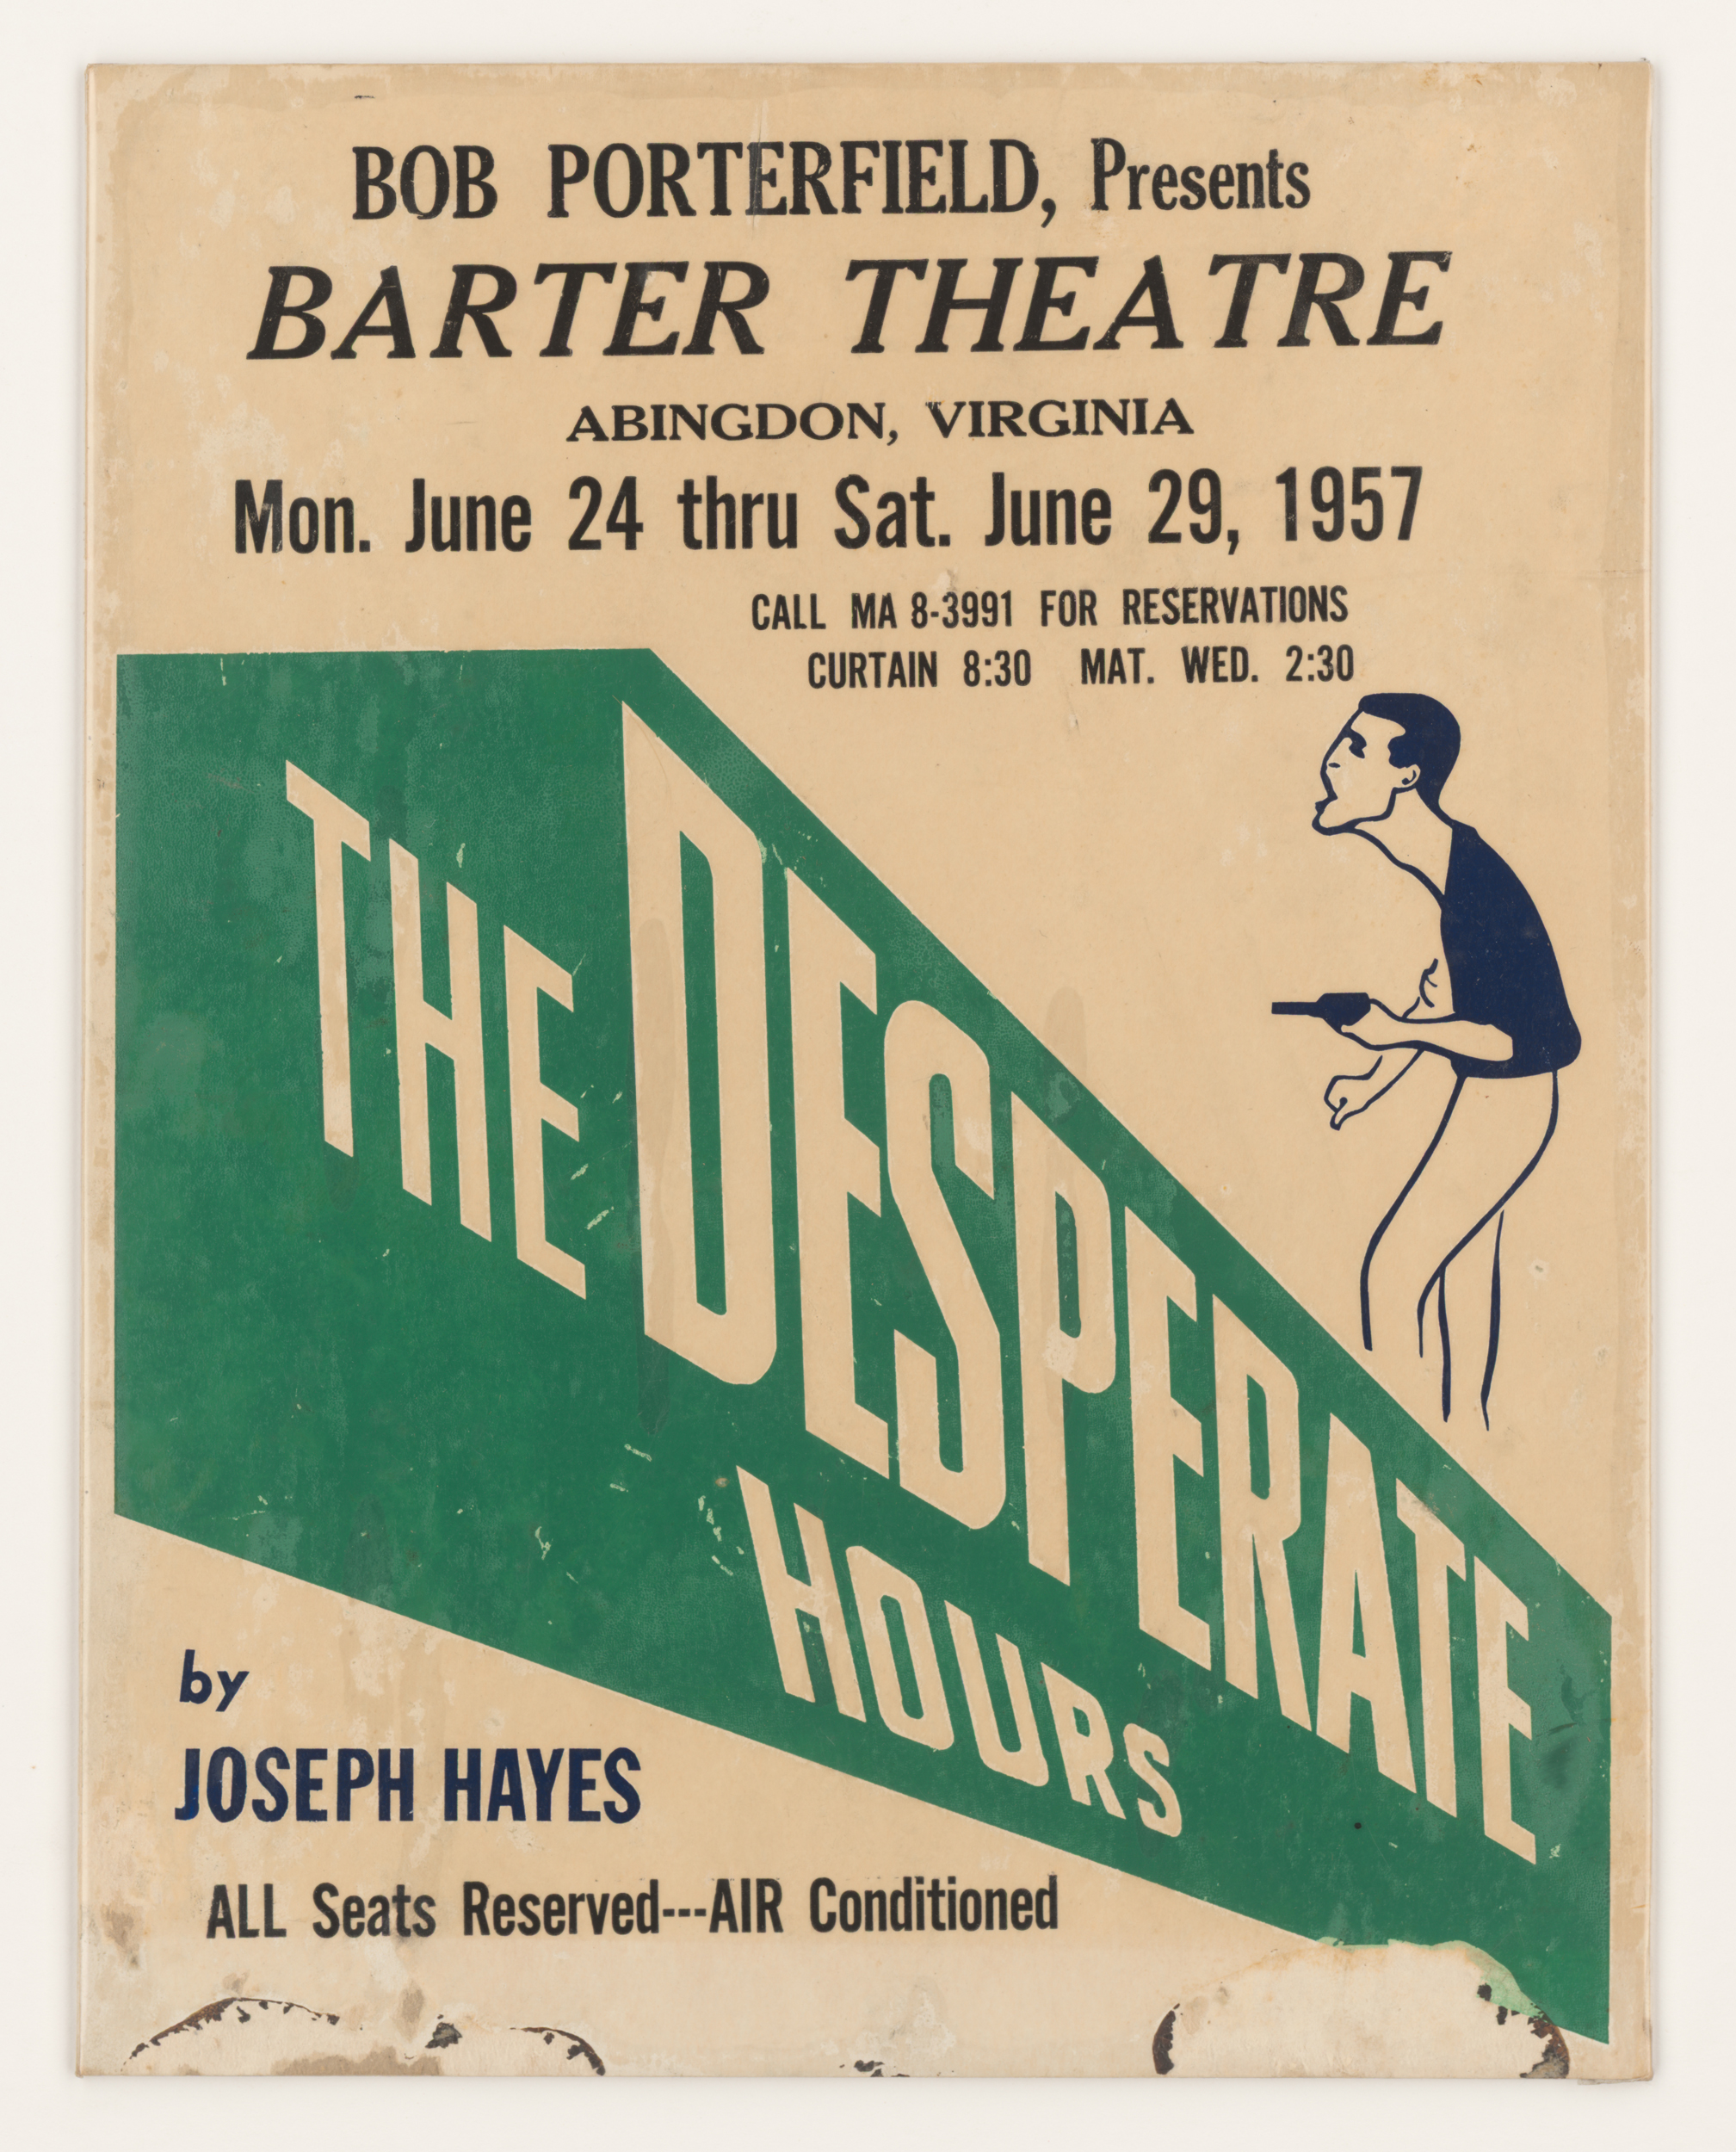 BOB PORTERFIELD, Presents
BARTER THEATRE
ABINGDON, VIRGINIA
Mon. June 24 thru Sat. June 29, 1957
CALL MA 8-3991 FOR RESERVATIONS
CURTAIN 8:30 MAT. WED. 2:30
THE DESPERATE
HOURS
by
JOSEPH HAYES
ALL Seats Reserved---AIR Conditioned